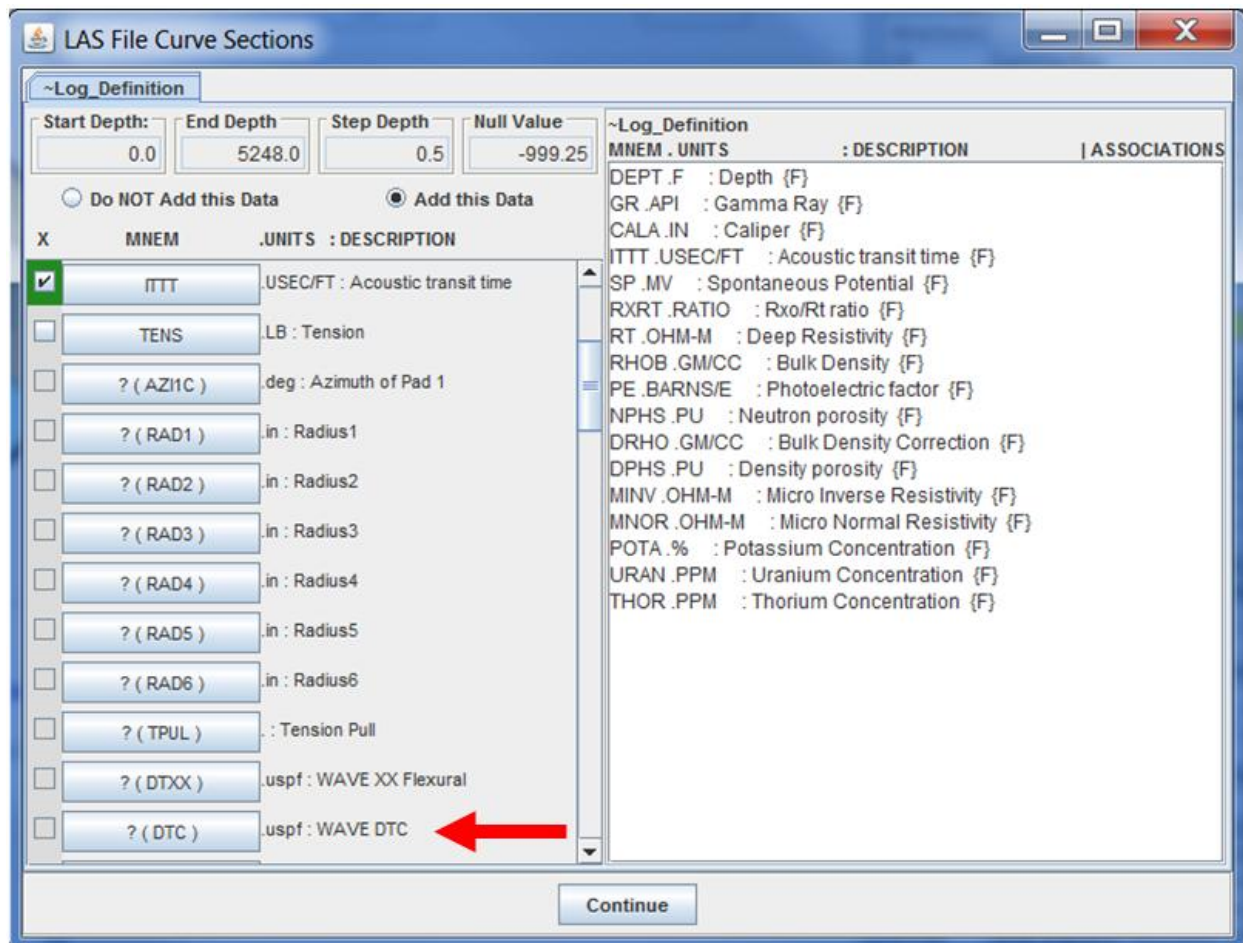 LAS File Curve Sections
~Log_Definition
Start Depth: End Depth Step Depth Null Value
0.0 5248.0 0.5 -999.25
Do NOT Add this Data Add this Data
X MNEM .UNITS : DESCRIPTION
ITTT .USEC/FT : Acoustic transit time
TENS .LB : Tension
? ( AZI1C ) .deg : Azimuth of Pad 1
? ( RAD1 ) .in : Radius1
? ( RAD2 ) .in : Radius2
? ( RAD3 ) .in : Radius3
? ( RAD4 ) .in : Radius4
? ( RAD5 ) .in : Radius5
? ( RAD6 ) .in : Radius6
? ( TPUL ) . : Tension Pull
? ( DTXX ) .uspf : WAVE XX Flexural
? ( DTC ) .uspf : WAVE DTC
~Log_Definition
MNEM . UNITS : DESCRIPTION | ASSOCIATIONS
DEPT .F : Depth {F}
GR .API : Gamma Ray {F}
CALA .IN : Caliper {F}
ITTT .USEC/FT : Acoustic transit time {F}
SP .MV : Spontaneous Potential {F}
RXRT .RATIO : Rxo/Rt ratio {F}
RT .OHM-M : Deep Resistivity {F}
RHOB .GM/CC : Bulk Density {F}
PE .BARNS/E : Photoelectric factor {F}
NPHS .PU : Neutron porosity {F}
DRHO .GM/CC : Bulk Density Correction {F}
DPHS .PU : Density porosity {F}
MINV .OHM-M : Micro Inverse Resistivity {F}
MNOR .OHM-M : Micro Normal Resistivity {F}
POTA .% : Potassium Concentration {F}
URAN .PPM : Uranium Concentration {F}
THOR .PPM : Thorium Concentration {F}
Continue